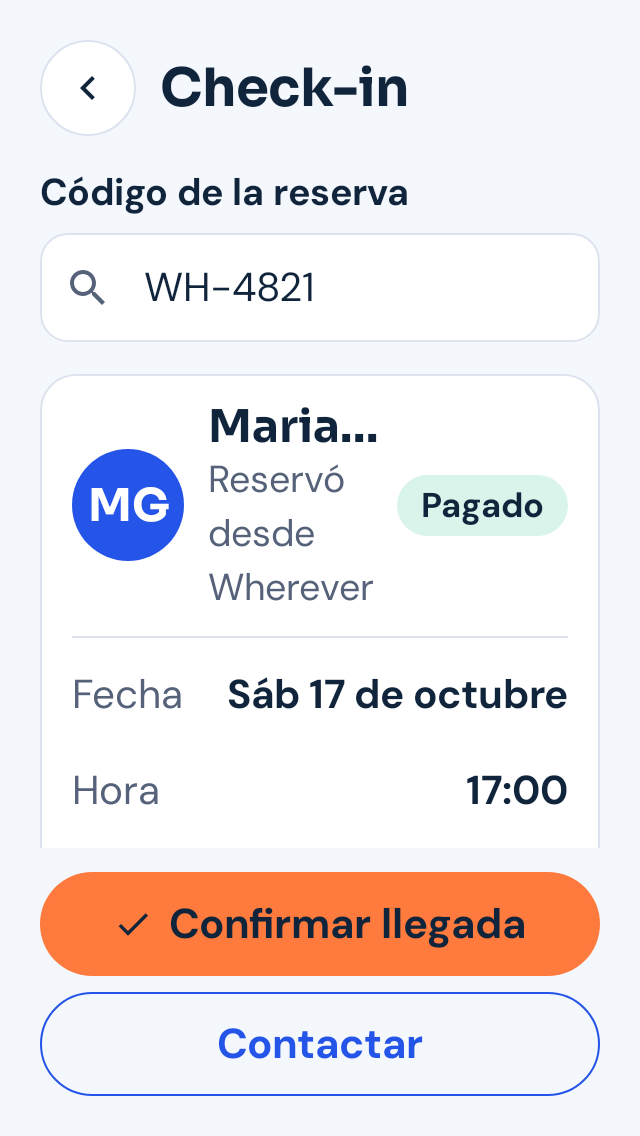 Check-in
Código de la reserva
WH-4821
MG
Maria...
Reservó
desde
Wherever
Pagado
Fecha Sáb 17 de octubre
Hora 17:00
Confirmar llegada
Contactar